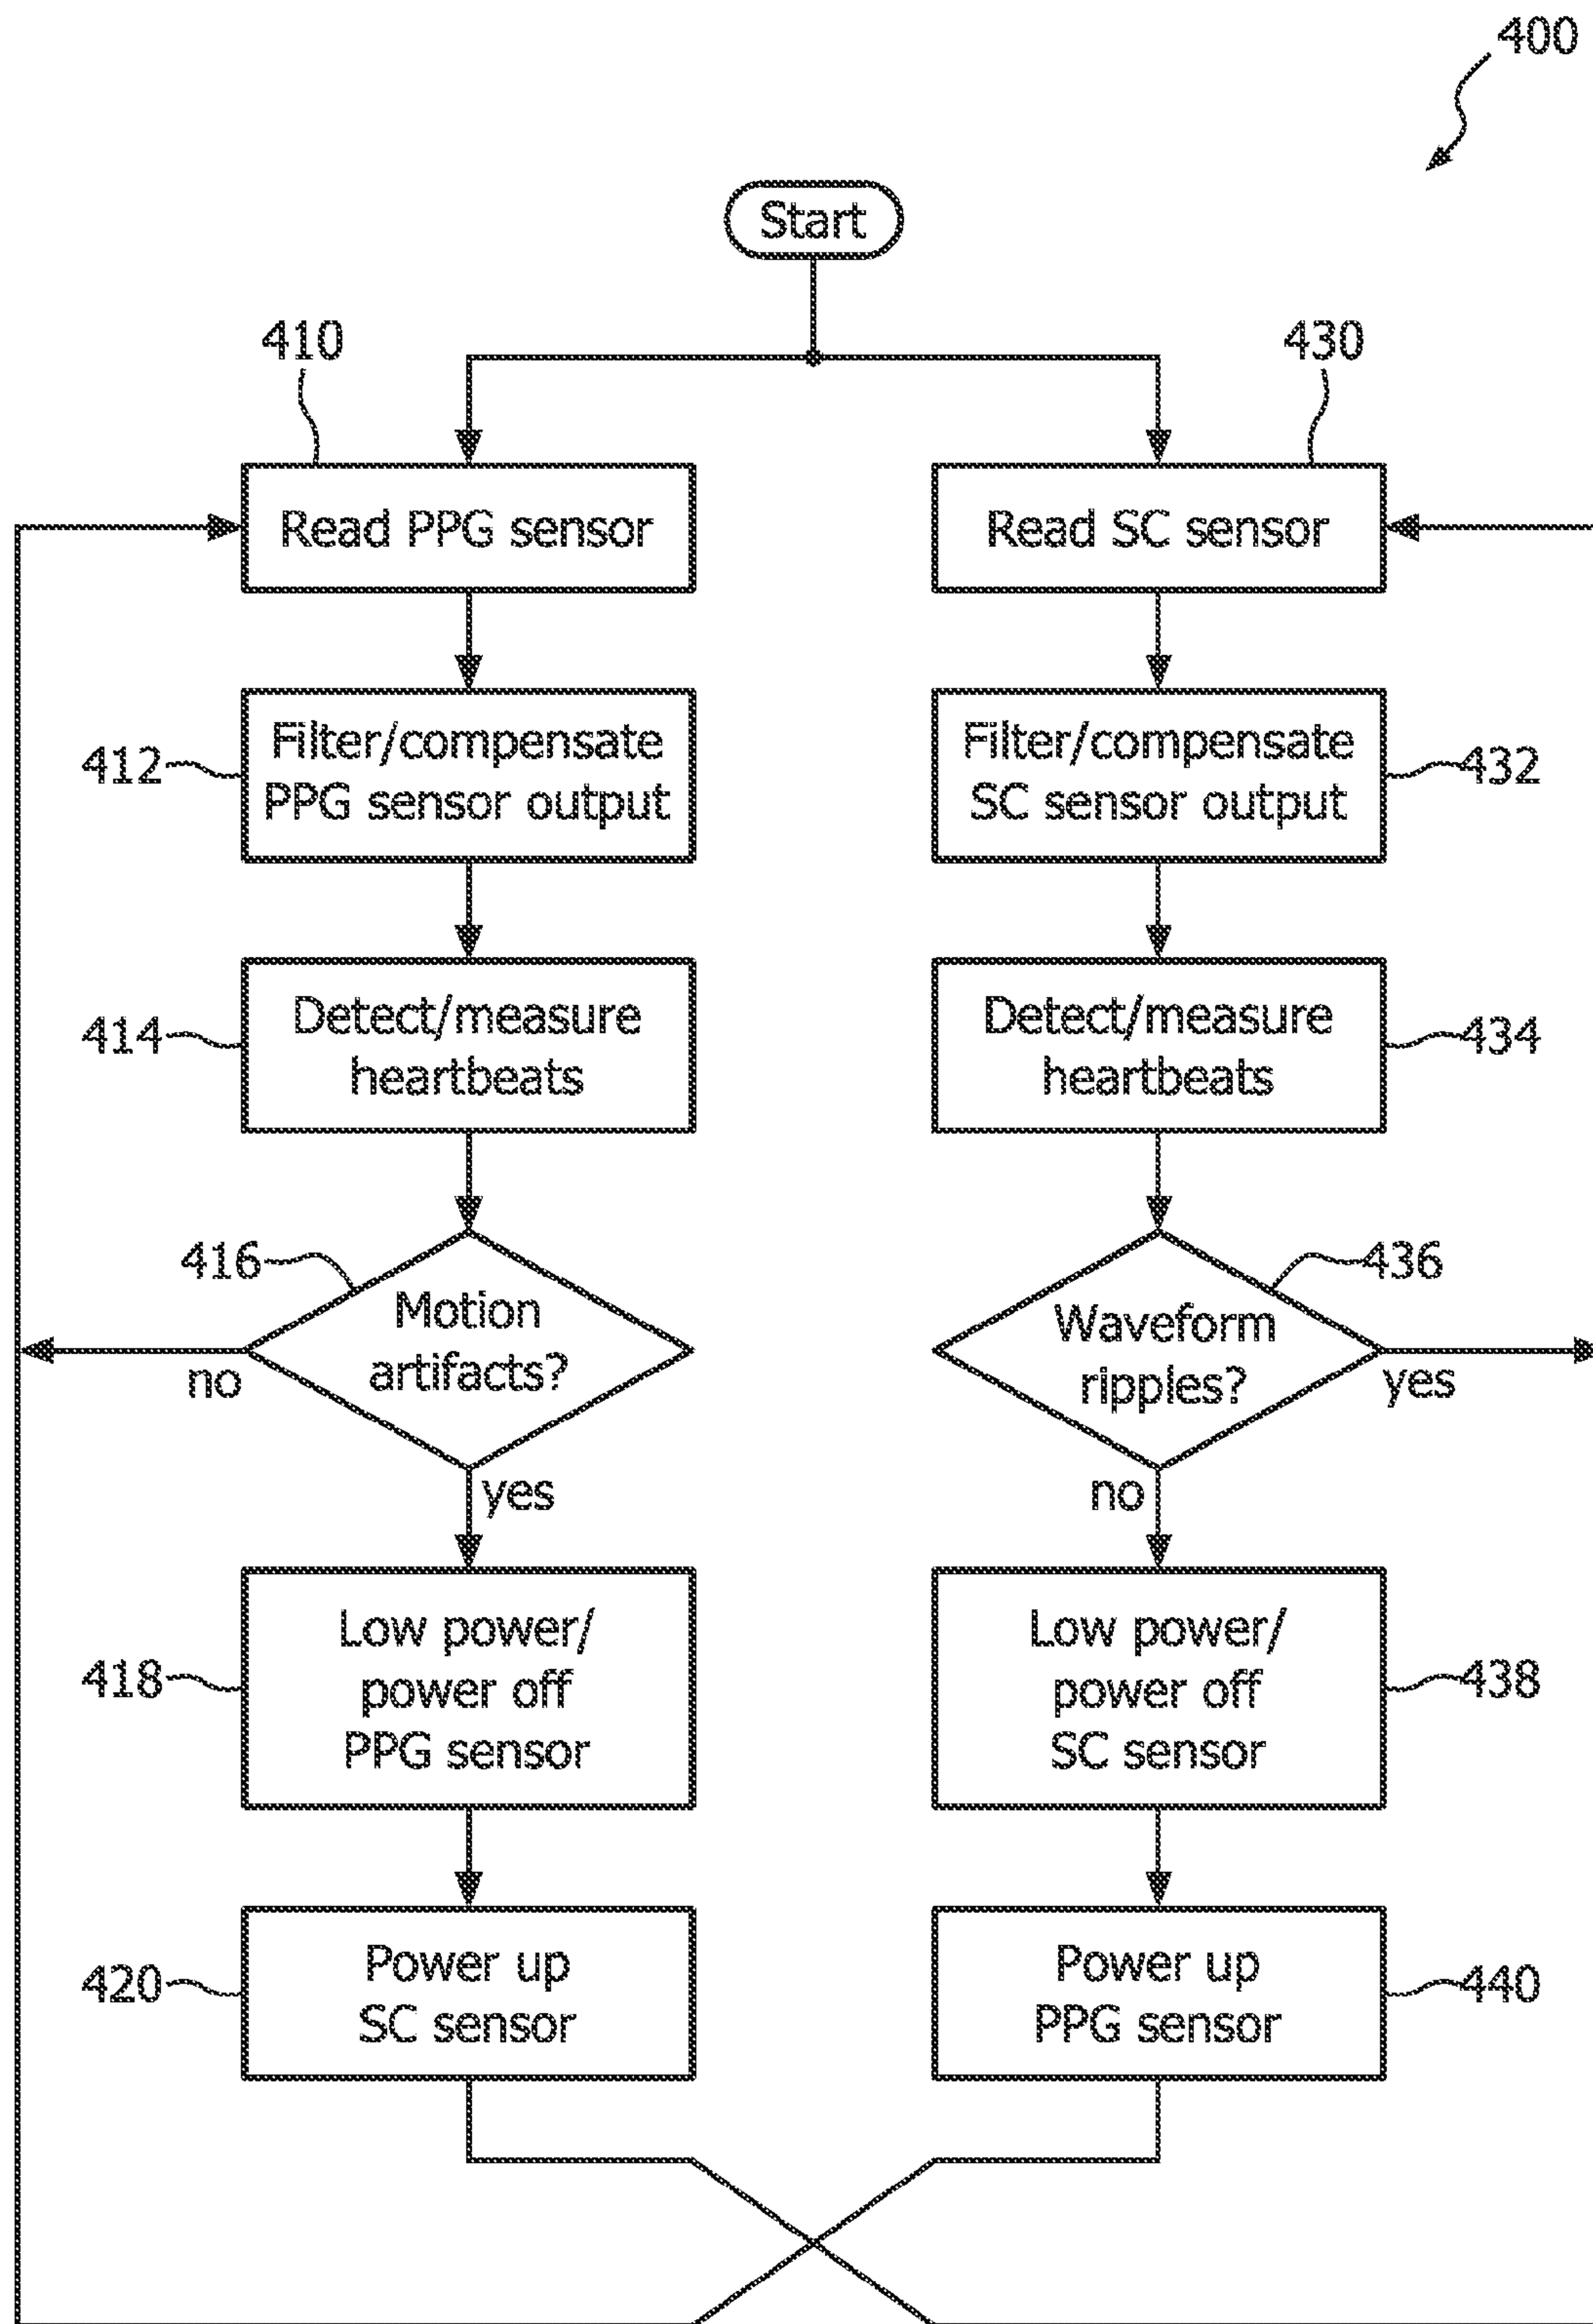 400
Start
410
430
Read PPG sensor
Read SC sensor
412
Filter/compensate
PPG sensor output
Filter/compensate
SC sensor output
432
414
Detect/measure
heartbeats
Detect/measure
heartbeats
434
416
Motion
artifacts?
no
yes
436
Waveform
ripples?
yes
no
418
Low power/
power off
PPG sensor
Low power/
power off
SC sensor
438
420
Power up
SC sensor
Power up
PPG sensor
440